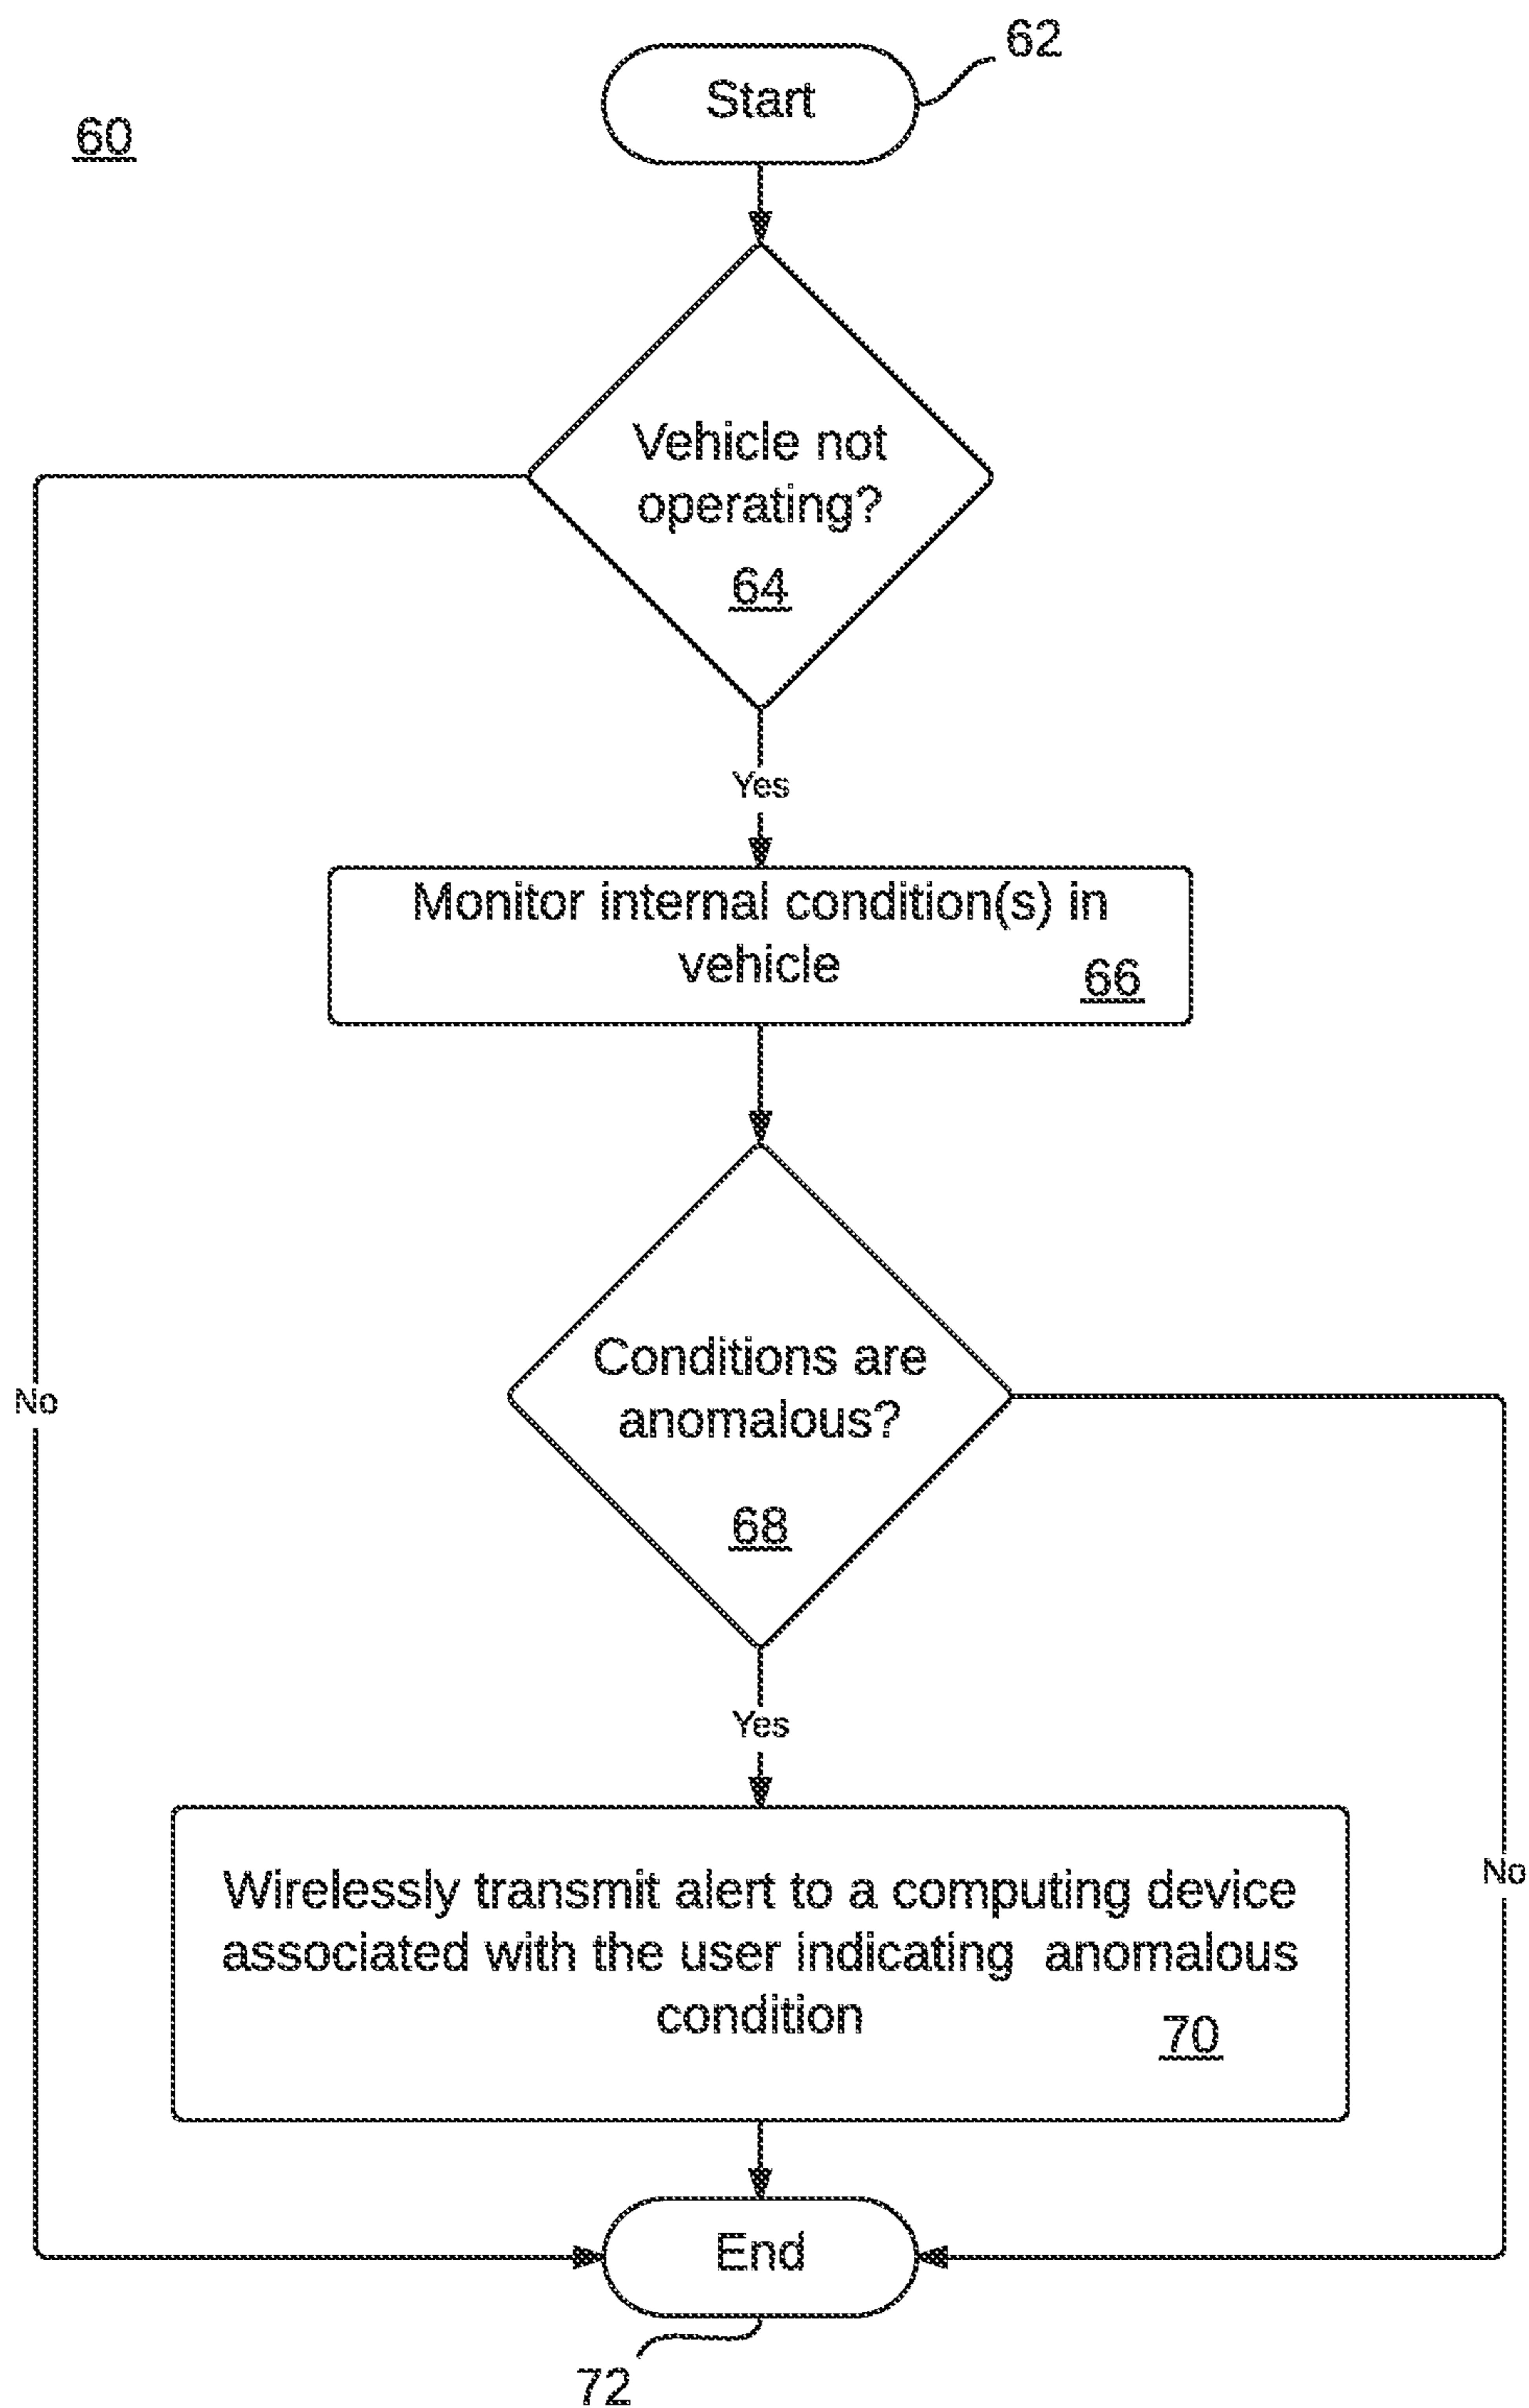 62
Start
60
Vehicle not
operating?
64
Yes
Monitor internal condition(s) in
vehicle
66
Conditions are
anomalous?
No
68
Yes
Wirelessly transmit alert to a computing device
No
associated with the user indicating anomalous
condition
70
End
72